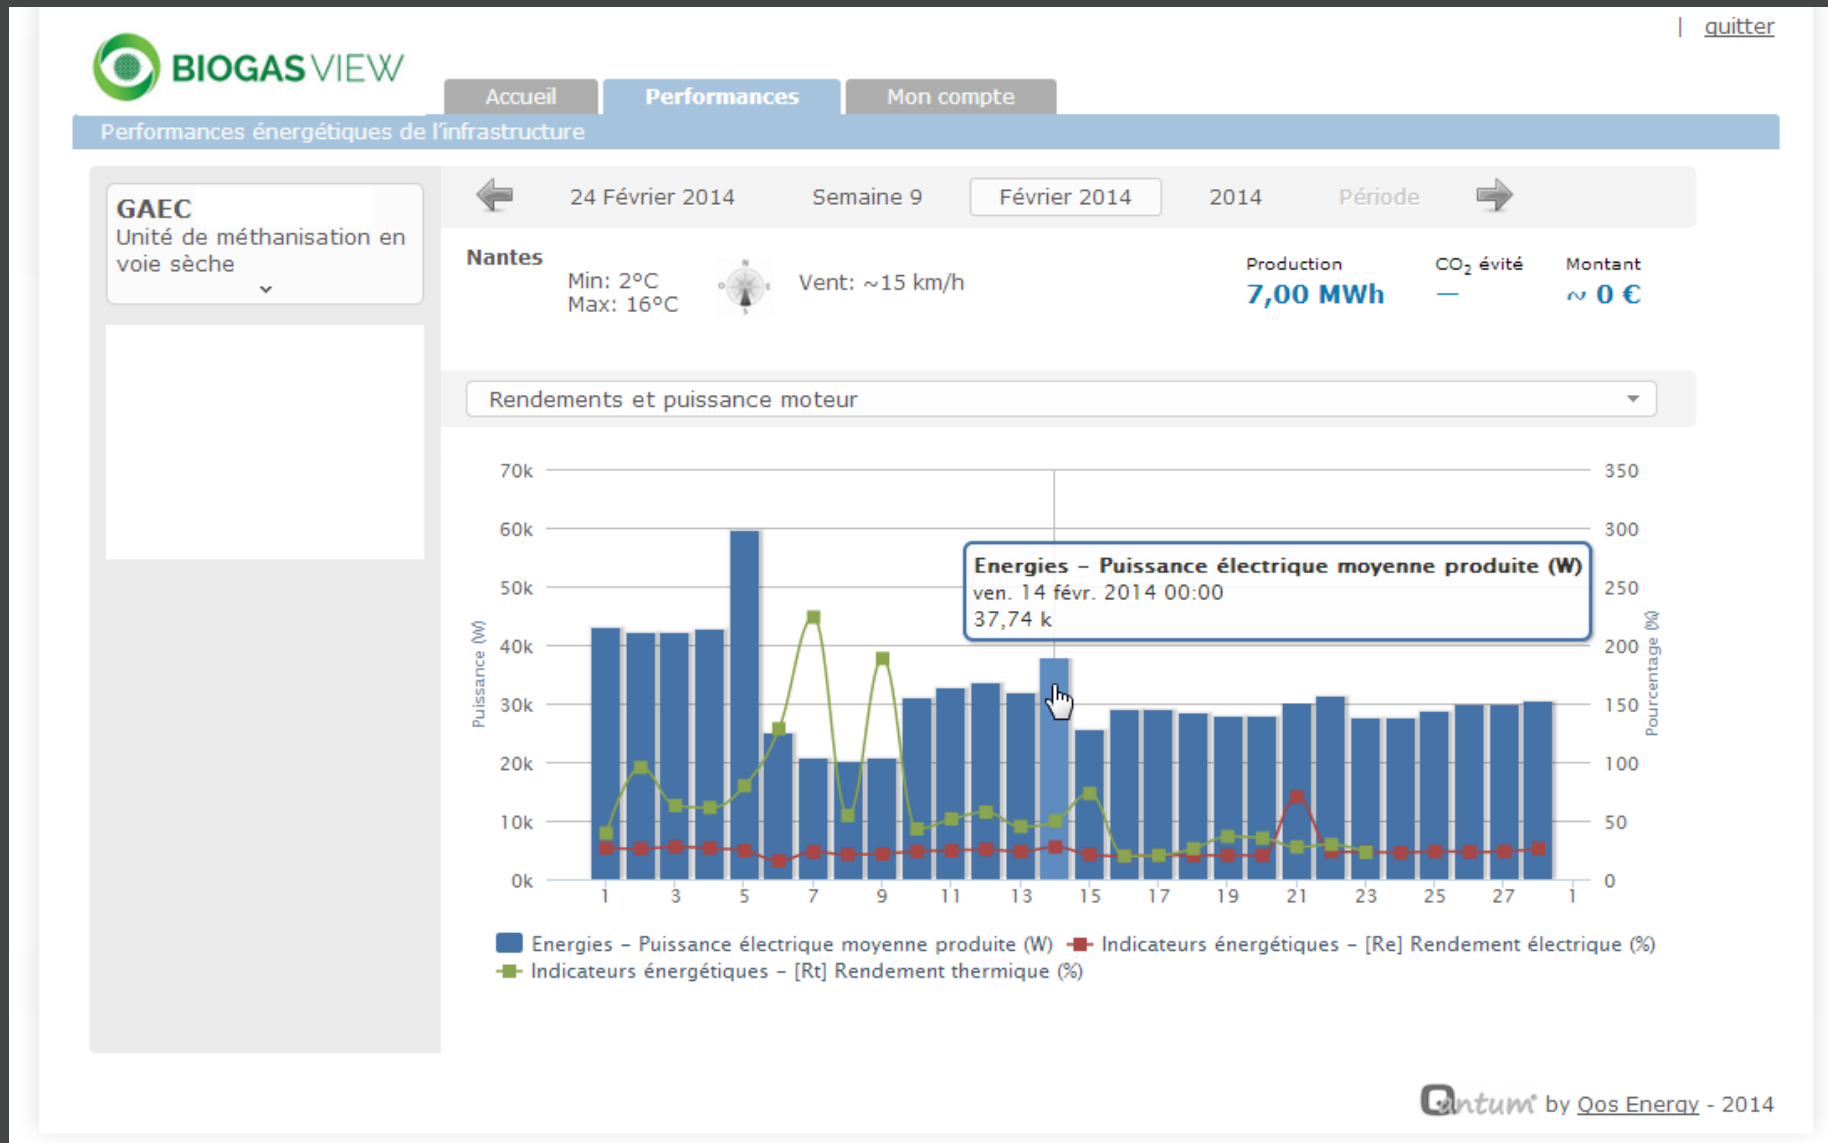 | quitter
BIOGAS VIEW
Accueil Performances Mon compte
Performances énergétiques de l'infrastructure
GAEC
Unité de méthanisation en
voie sèche
24 Février 2014 Semaine 9 Février 2014 2014 Période
Nantes
Min: 2°C
Max: 16°C
N
O E
S
Vent: ~15 km/h
Production CO₂ évité Montant
7,00 MWh — ~ 0 €
Rendements et puissance moteur
Puissance (W)
70k
60k
50k
40k
30k
20k
10k
0k
Energies – Puissance électrique moyenne produite (W)
ven. 14 févr. 2014 00:00
37,74 k
350
300
250
200
150
100
50
0
Pourcentage (%)
1 3 5 7 9 11 13 15 17 19 21 23 25 27 1
Energies – Puissance électrique moyenne produite (W) Indicateurs énergétiques – [Re] Rendement électrique (%)
Indicateurs énergétiques – [Rt] Rendement thermique (%)
Qantum by Qos Energy - 2014